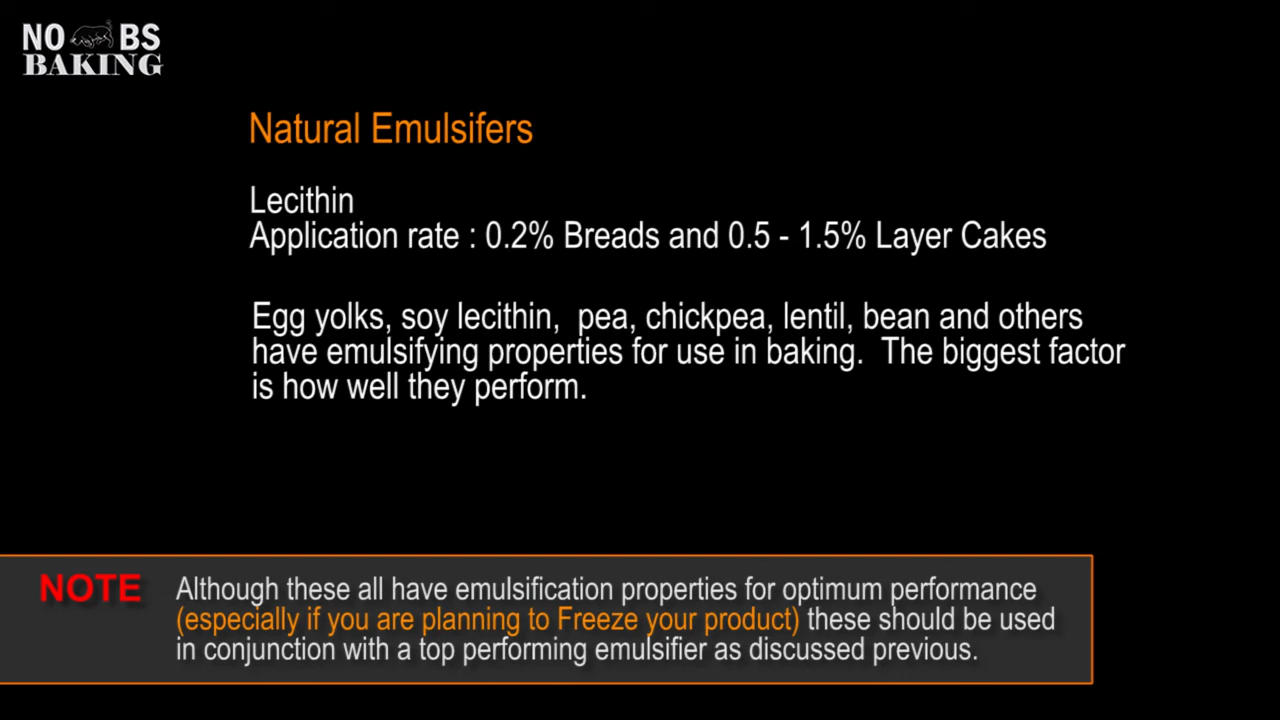 NO BS
BAKING
Natural Emulsifers
Lecithin
Application rate : 0.2% Breads and 0.5 - 1.5% Layer Cakes
Egg yolks, soy lecithin,  pea, chickpea, lentil, bean and others
have emulsifying properties for use in baking.  The biggest factor
is how well they perform.
NOTE Although these all have emulsification properties for optimum performance
(especially if you are planning to Freeze your product) these should be used
in conjunction with a top performing emulsifier as discussed previous.